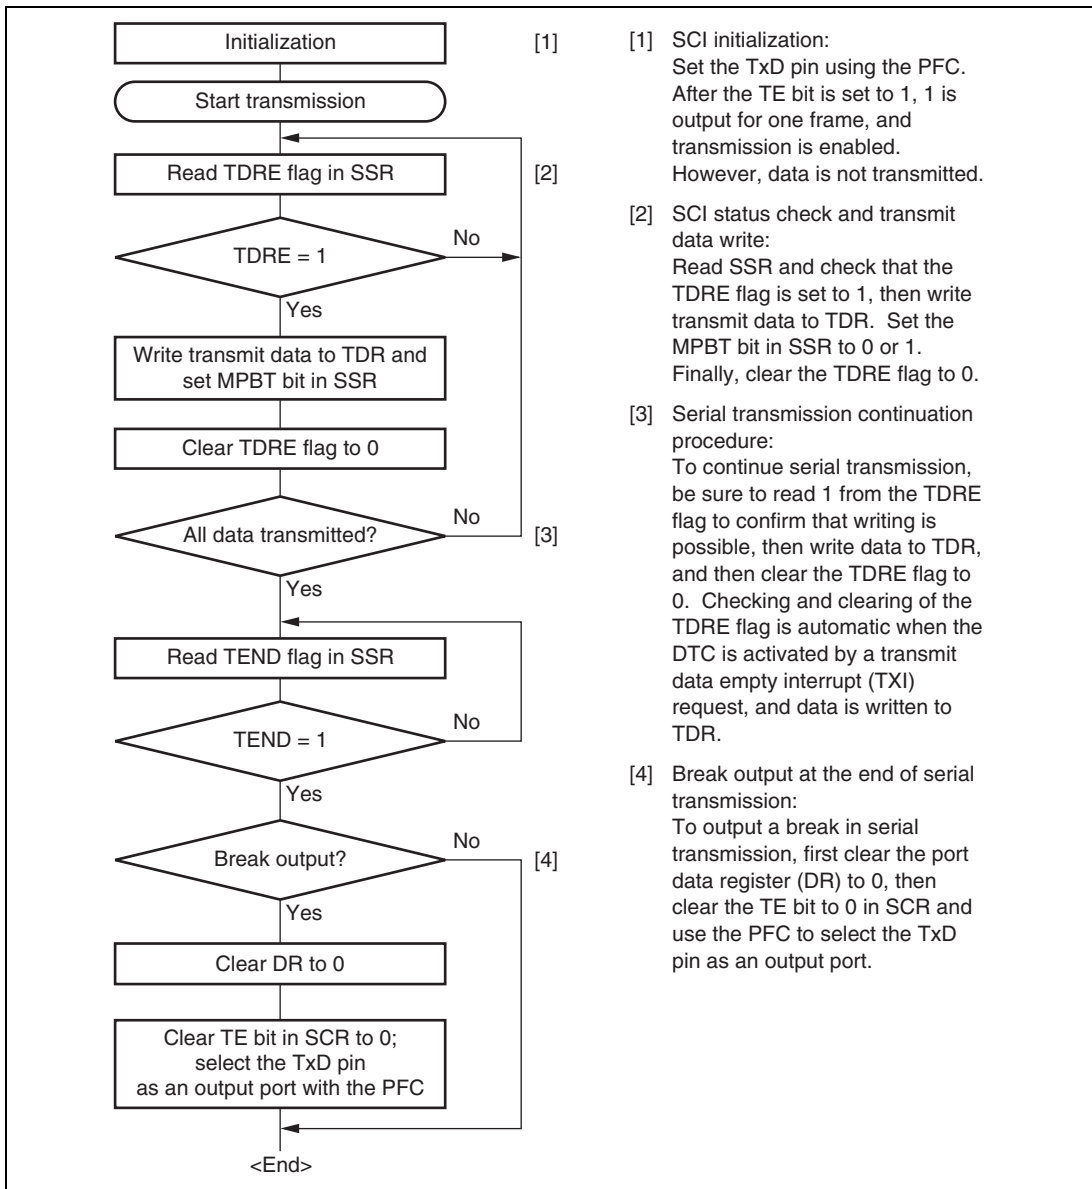 Initialization
[1]
Start transmission
Read TDRE flag in SSR
[2]
No
TDRE = 1
Yes
Write transmit data to TDR and
set MPBT bit in SSR
Clear TDRE flag to 0
No
All data transmitted?
[3]
Yes
Read TEND flag in SSR
No
TEND = 1
Yes
No
Break output?
[4]
Yes
Clear DR to 0
Clear TE bit in SCR to 0;
select the TxD pin
as an output port with the PFC
<End>
[1] SCI initialization:
Set the TxD pin using the PFC.
After the TE bit is set to 1, 1 is
output for one frame, and
transmission is enabled.
However, data is not transmitted.
[2] SCI status check and transmit
data write:
Read SSR and check that the
TDRE flag is set to 1, then write
transmit data to TDR. Set the
MPBT bit in SSR to 0 or 1.
Finally, clear the TDRE flag to 0.
[3] Serial transmission continuation
procedure:
To continue serial transmission,
be sure to read 1 from the TDRE
flag to confirm that writing is
possible, then write data to TDR,
and then clear the TDRE flag to
0. Checking and clearing of the
TDRE flag is automatic when the
DTC is activated by a transmit
data empty interrupt (TXI)
request, and data is written to
TDR.
[4] Break output at the end of serial
transmission:
To output a break in serial
transmission, first clear the port
data register (DR) to 0, then
clear the TE bit to 0 in SCR and
use the PFC to select the TxD
pin as an output port.